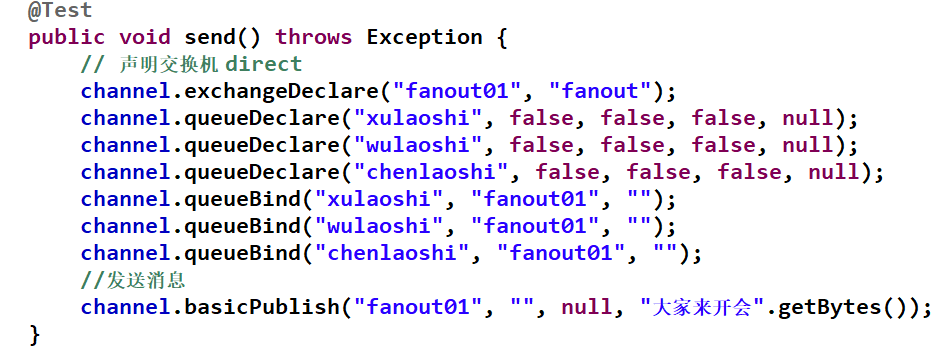 @Test
public void send() throws Exception {
    // 声明交换机 direct
    channel.exchangeDeclare("fanout01", "fanout");
    channel.queueDeclare("xulaoshi", false, false, false, null);
    channel.queueDeclare("wulaoshi", false, false, false, null);
    channel.queueDeclare("chenlaoshi", false, false, false, null);
    channel.queueBind("xulaoshi", "fanout01", "");
    channel.queueBind("wulaoshi", "fanout01", "");
    channel.queueBind("chenlaoshi", "fanout01", "");
    //发送消息
    channel.basicPublish("fanout01", "", null, "大家来开会".getBytes());
}